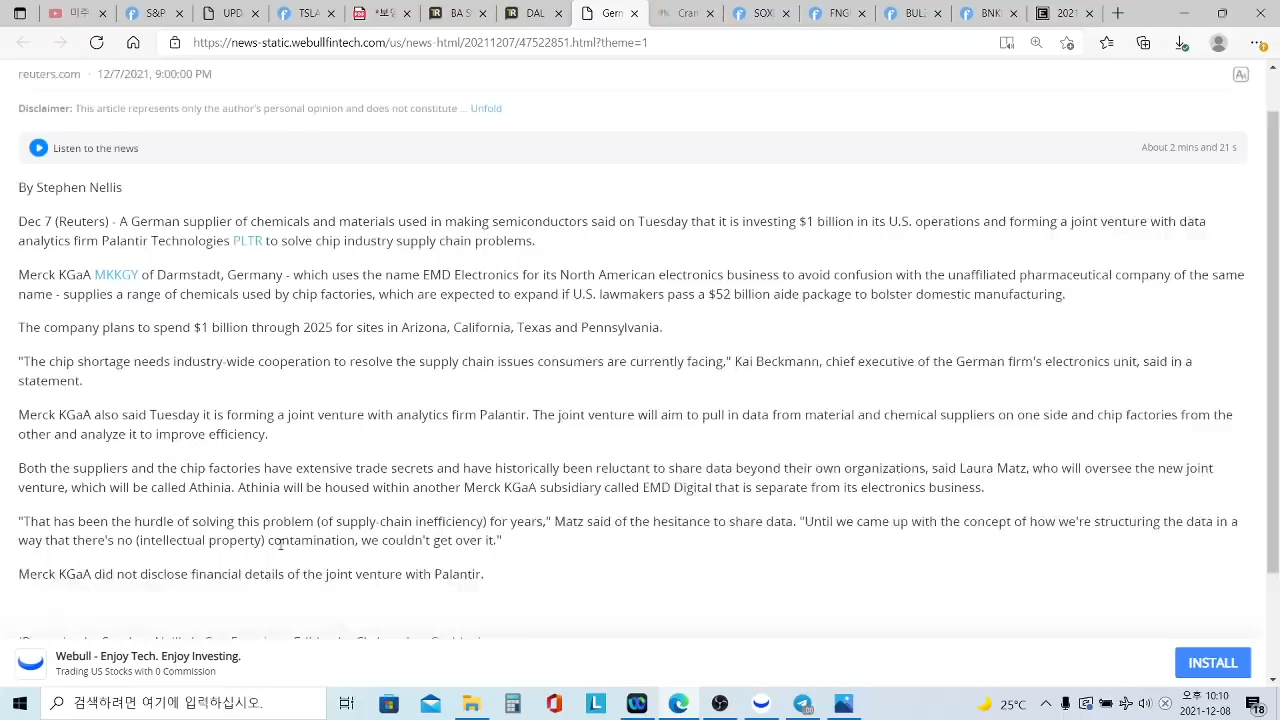 미주
S&P
UPD
TSLA
*보
BAS
DAL
Gerr
Cran
SOXI
FNG
BUL
BNK
2021
https://news-static.webullfintech.com/us/news-html/20211207/47522851.html?theme=1
reuters.com · 12/7/2021, 9:00:00 PM
Disclaimer: This article represents only the author's personal opinion and does not constitute ... Unfold
Listen to the news
About 2 mins and 21 s
By Stephen Nellis
Dec 7 (Reuters) - A German supplier of chemicals and materials used in making semiconductors said on Tuesday that it is investing $1 billion in its U.S. operations and forming a joint venture with data
analytics firm Palantir Technologies PLTR to solve chip industry supply chain problems.
Merck KGaA MKKGY of Darmstadt, Germany - which uses the name EMD Electronics for its North American electronics business to avoid confusion with the unaffiliated pharmaceutical company of the same
name - supplies a range of chemicals used by chip factories, which are expected to expand if U.S. lawmakers pass a $52 billion aide package to bolster domestic manufacturing.
The company plans to spend $1 billion through 2025 for sites in Arizona, California, Texas and Pennsylvania.
"The chip shortage needs industry-wide cooperation to resolve the supply chain issues consumers are currently facing," Kai Beckmann, chief executive of the German firm's electronics unit, said in a
statement.
Merck KGaA also said Tuesday it is forming a joint venture with analytics firm Palantir. The joint venture will aim to pull in data from material and chemical suppliers on one side and chip factories from the
other and analyze it to improve efficiency.
Both the suppliers and the chip factories have extensive trade secrets and have historically been reluctant to share data beyond their own organizations, said Laura Matz, who will oversee the new joint
venture, which will be called Athinia. Athinia will be housed within another Merck KGaA subsidiary called EMD Digital that is separate from its electronics business.
"That has been the hurdle of solving this problem (of supply-chain inefficiency) for years," Matz said of the hesitance to share data. "Until we came up with the concept of how we're structuring the data in a
way that there's no (intellectual property) contamination, we couldn't get over it."
Merck KGaA did not disclose financial details of the joint venture with Palantir.
Webull - Enjoy Tech. Enjoy Investing.
Trading US Stocks with 0 Commission
INSTALL
검색하려면 여기에 입력하십시오.
25°C
오후 10:10
2021-12-08
18